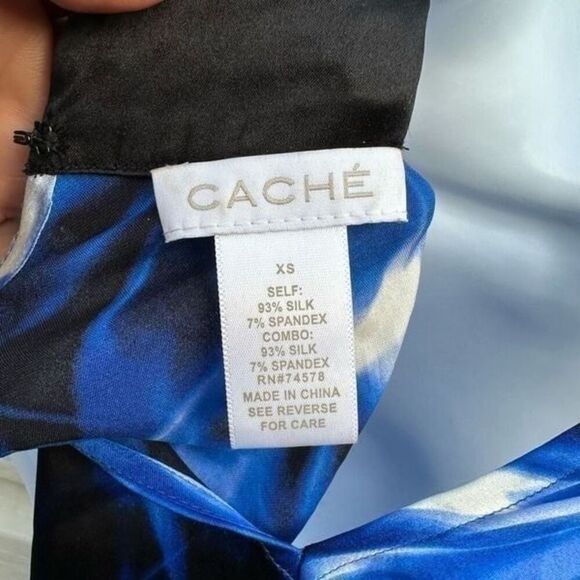 CACHÉ
XS
SELF:
93% SILK
7% SPANDEX
COMBO:
93% SILK
7% SPANDEX
RN#74578
MADE IN CHINA
SEE REVERSE
FOR CARE